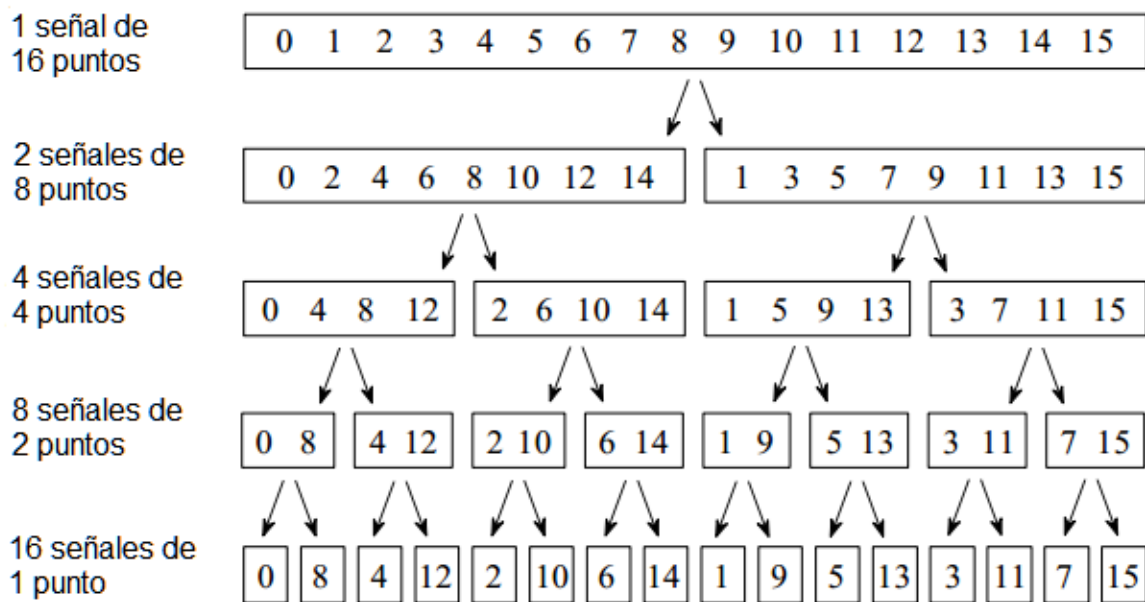 1 señal de
16 puntos
0 1 2 3 4 5 6 7 8 9 10 11 12 13 14 15
2 señales de
8 puntos
0 2 4 6 8 10 12 14
1 3 5 7 9 11 13 15
4 señales de
4 puntos
0 4 8 12
2 6 10 14
1 5 9 13
3 7 11 15
8 señales de
2 puntos
0 8
4 12
2 10
6 14
1 9
5 13
3 11
7 15
16 señales de
1 punto
0
8
4
12
2
10
6
14
1
9
5
13
3
11
7
15